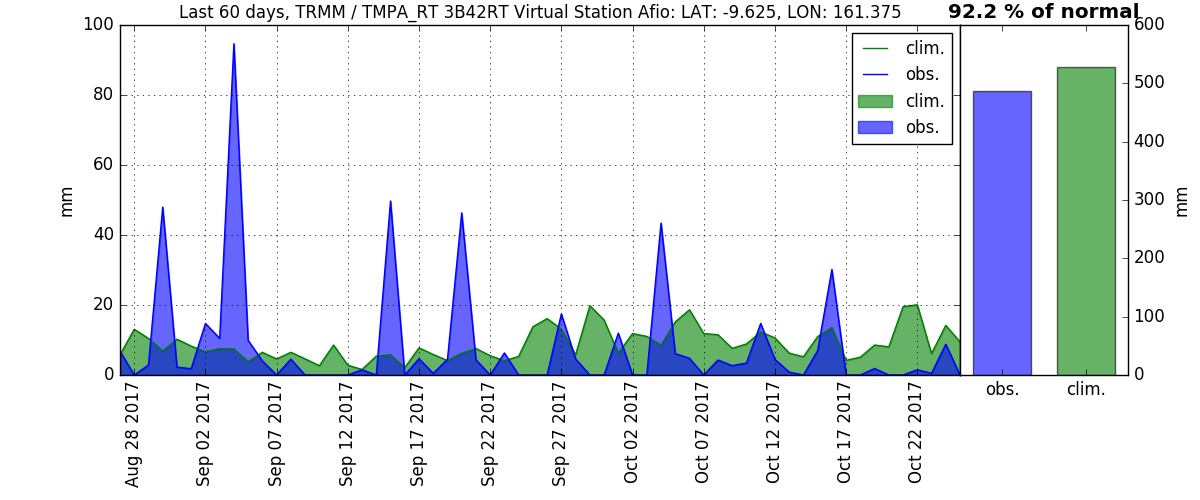 Last 60 days, TRMM / TMPA_RT 3B42RT Virtual Station Afio: LAT: -9.625, LON: 161.375
92.2 % of normal
100
80
60
40
20
0
mm
clim.
obs.
clim.
obs.
600
500
400
300
200
100
0
mm
Aug 28 2017
Sep 02 2017
Sep 07 2017
Sep 12 2017
Sep 17 2017
Sep 22 2017
Sep 27 2017
Oct 02 2017
Oct 07 2017
Oct 12 2017
Oct 17 2017
Oct 22 2017
obs.
clim.